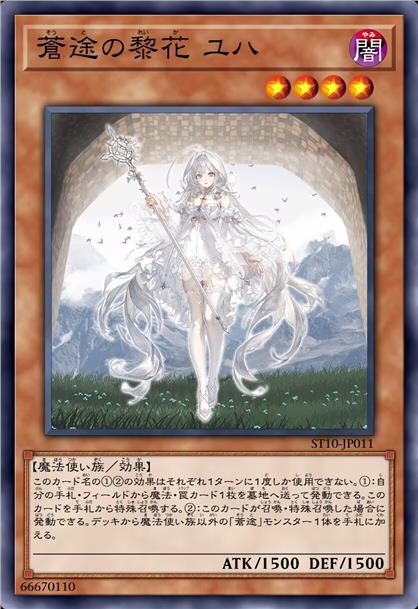 蒼途の黎花 ユハ
闇
ST10-JP011
【魔法使い族／効果】
このカード名の①②の効果はそれぞれ1ターンに1度しか使用できない。①：自
分の手札・フィールドから魔法・罠カード1枚を墓地へ送って発動できる。このカ
ードを手札から特殊召喚する。②：このカードが召喚・特殊召喚した場合に
発動できる。デッキから魔法使い族以外の「蒼途」モンスター1体を手札に加
える。
ATK/1500 DEF/1500
66670110